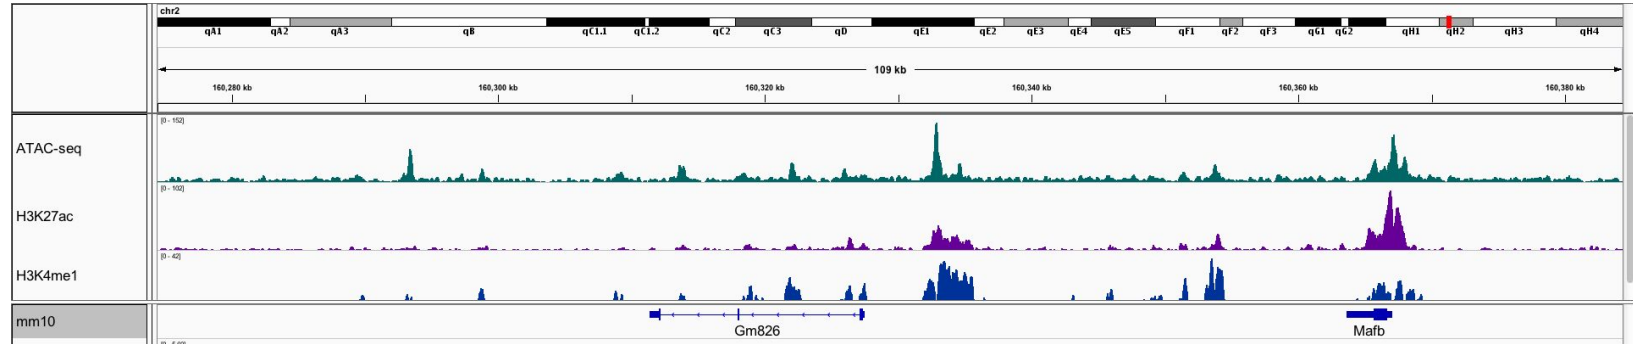 chr2
qA1 qA2 qA3 qB qC1.1 qC1.2 qC2 qC3 qD qE1 qE2 qE3 qE4 qE5 qF1 qF2 qF3 qG1 qG2 qH1 qH2 qH3 qH4
109 kb
160,280 kb 160,300 kb 160,320 kb 160,340 kb 160,360 kb 160,380 kb
[0 - 152]
ATAC-seq
[0 - 102]
H3K27ac
[0 - 42]
H3K4me1
mm10
Gm826 Mafb